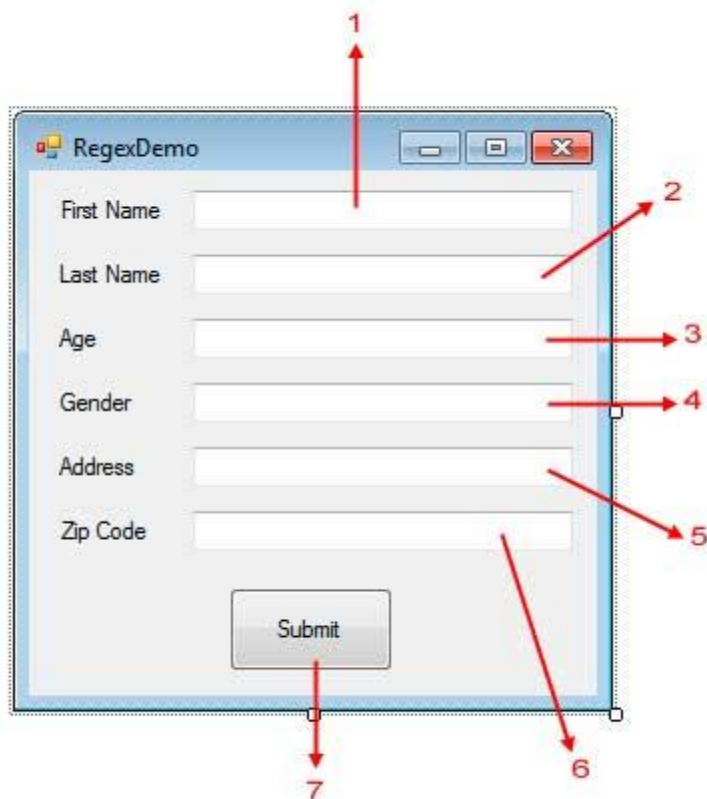 1
RegexDemo
First Name
2
Last Name
Age
3
Gender
4
Address
5
Zip Code
Submit
6
7